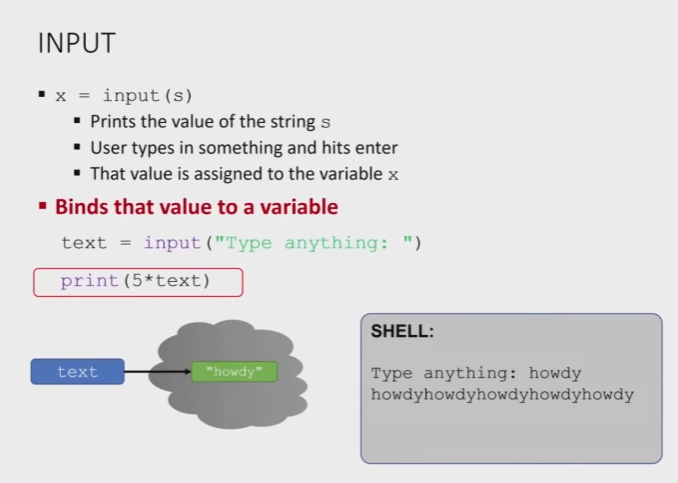 INPUT
▪ x = input(s)
▪ Prints the value of the string s
▪ User types in something and hits enter
▪ That value is assigned to the variable x
▪ Binds that value to a variable
text = input("Type anything: ")
print(5*text)
text
"howdy"
SHELL:
Type anything: howdy
howdyhowdyhowdyhowdyhowdy